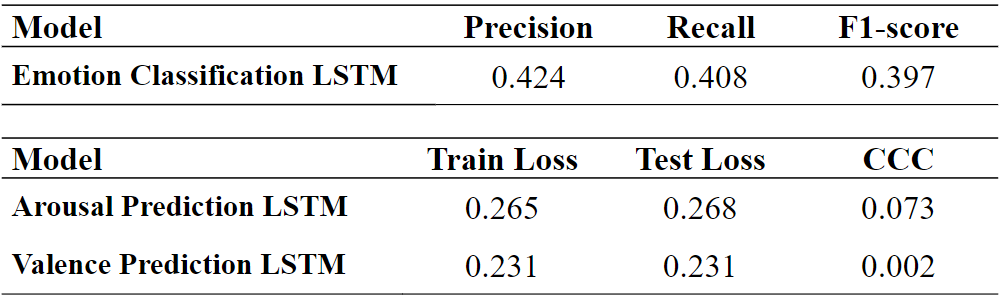 Model Precision Recall F1-score
Emotion Classification LSTM 0.424 0.408 0.397
Model Train Loss Test Loss CCC
Arousal Prediction LSTM 0.265 0.268 0.073
Valence Prediction LSTM 0.231 0.231 0.002